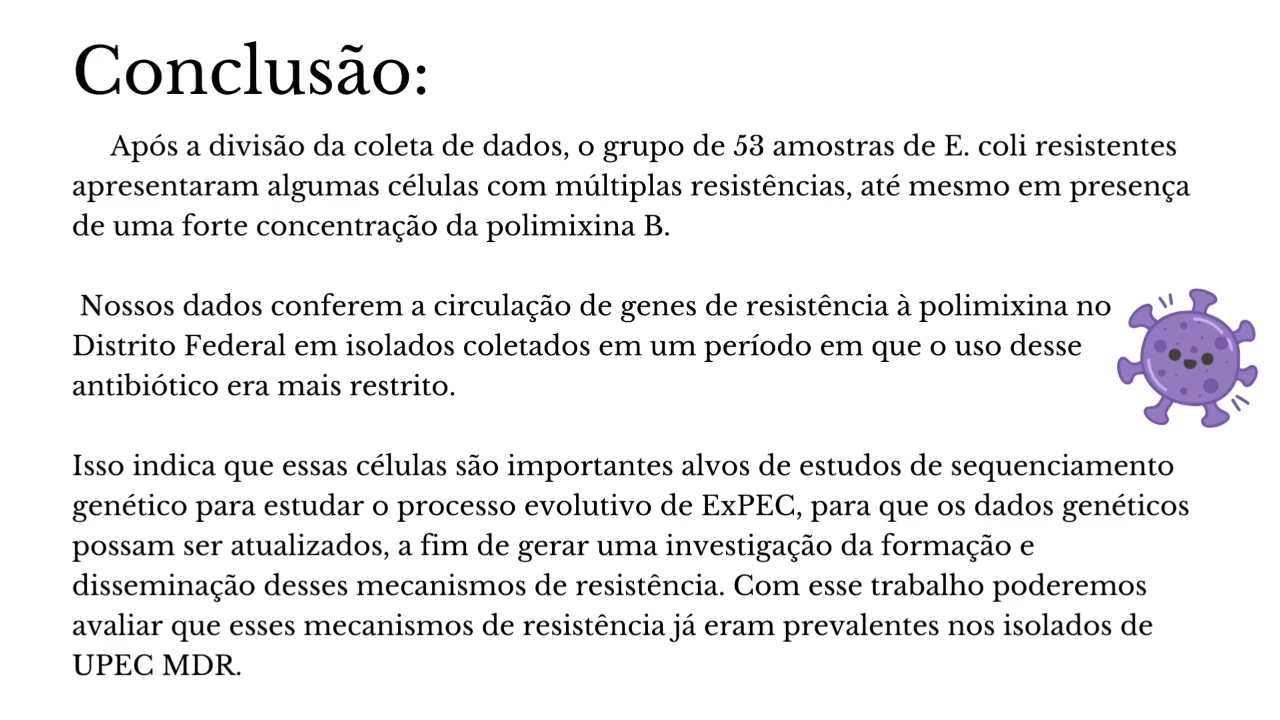 Conclusão:
Após a divisão da coleta de dados, o grupo de 53 amostras de E. coli resistentes
apresentaram algumas células com múltiplas resistências, até mesmo em presença
de uma forte concentração da polimixina B.
Nossos dados conferem a circulação de genes de resistência à polimixina no
Distrito Federal em isolados coletados em um período em que o uso desse
antibiótico era mais restrito.
Isso indica que essas células são importantes alvos de estudos de sequenciamento
genético para estudar o processo evolutivo de ExPEC, para que os dados genéticos
possam ser atualizados, a fim de gerar uma investigação da formação e
disseminação desses mecanismos de resistência. Com esse trabalho poderemos
avaliar que esses mecanismos de resistência já eram prevalentes nos isolados de
UPEC MDR.